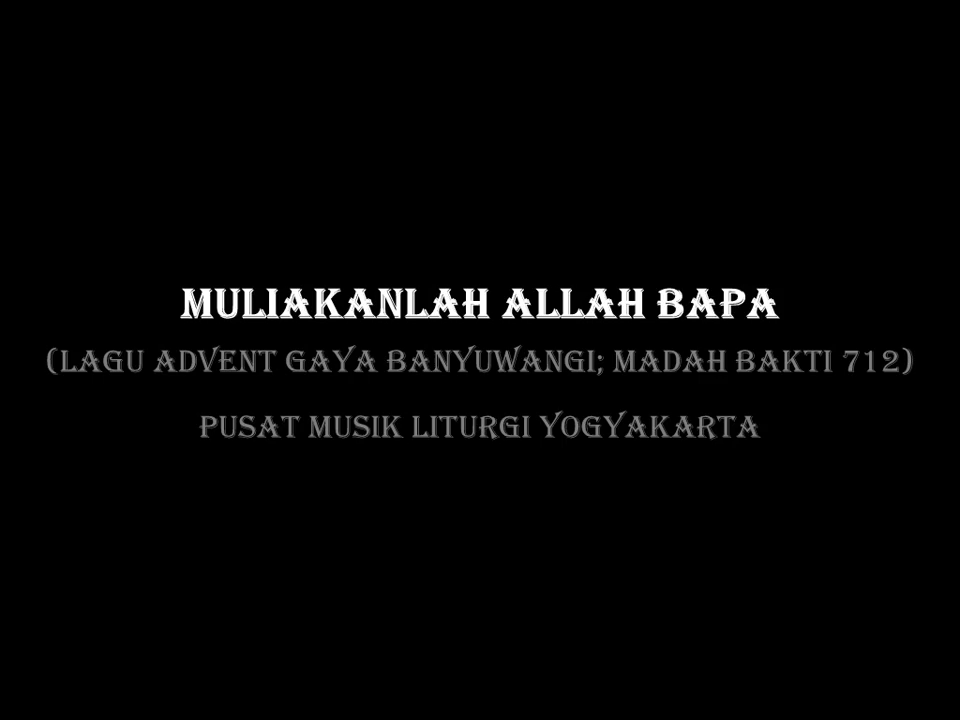 MULIAKANLAH ALLAH BAPA
(LAGU ADVENT GAYA BANYUWANGI; MADAH BAKTI 712)
PUSAT MUSIK LITURGI YOGYAKARTA